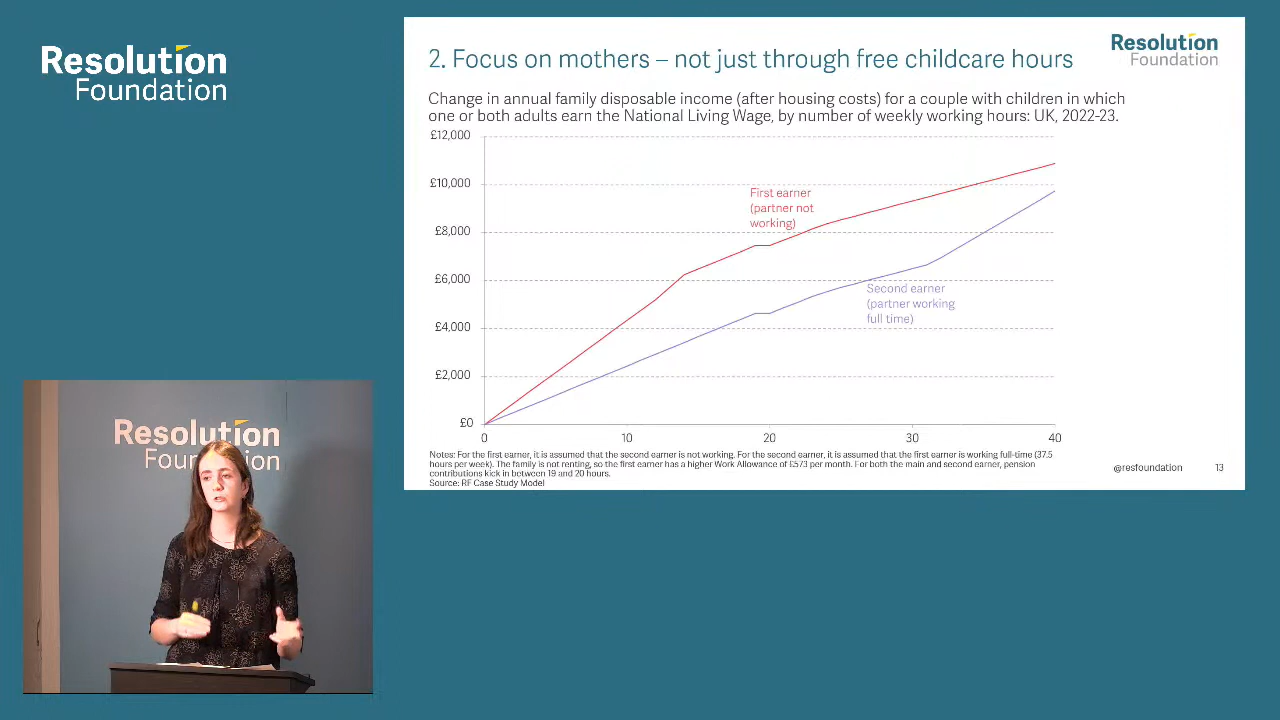 Resolution
Foundation
2. Focus on mothers – not just through free childcare hours
Resolution
Foundation
Change in annual family disposable income (after housing costs) for a couple with children in which
one or both adults earn the National Living Wage, by number of weekly working hours: UK, 2022-23.
£12,000
£10,000
£8,000
£6,000
£4,000
£2,000
£0
First earner
(partner not
working)
Second earner
(partner working
full time)
0
10
20
30
40
Notes: For the first earner, it is assumed that the second earner is not working. For the second earner, it is assumed that the first earner is working full-time (37.5
hours per week). The family is not renting, so the first earner has a higher Work Allowance of £573 per month. For both the main and second earner, pension
contributions kick in between 19 and 20 hours.
Source: RF Case Study Model
@resfoundation
13
Resolution
Foundation